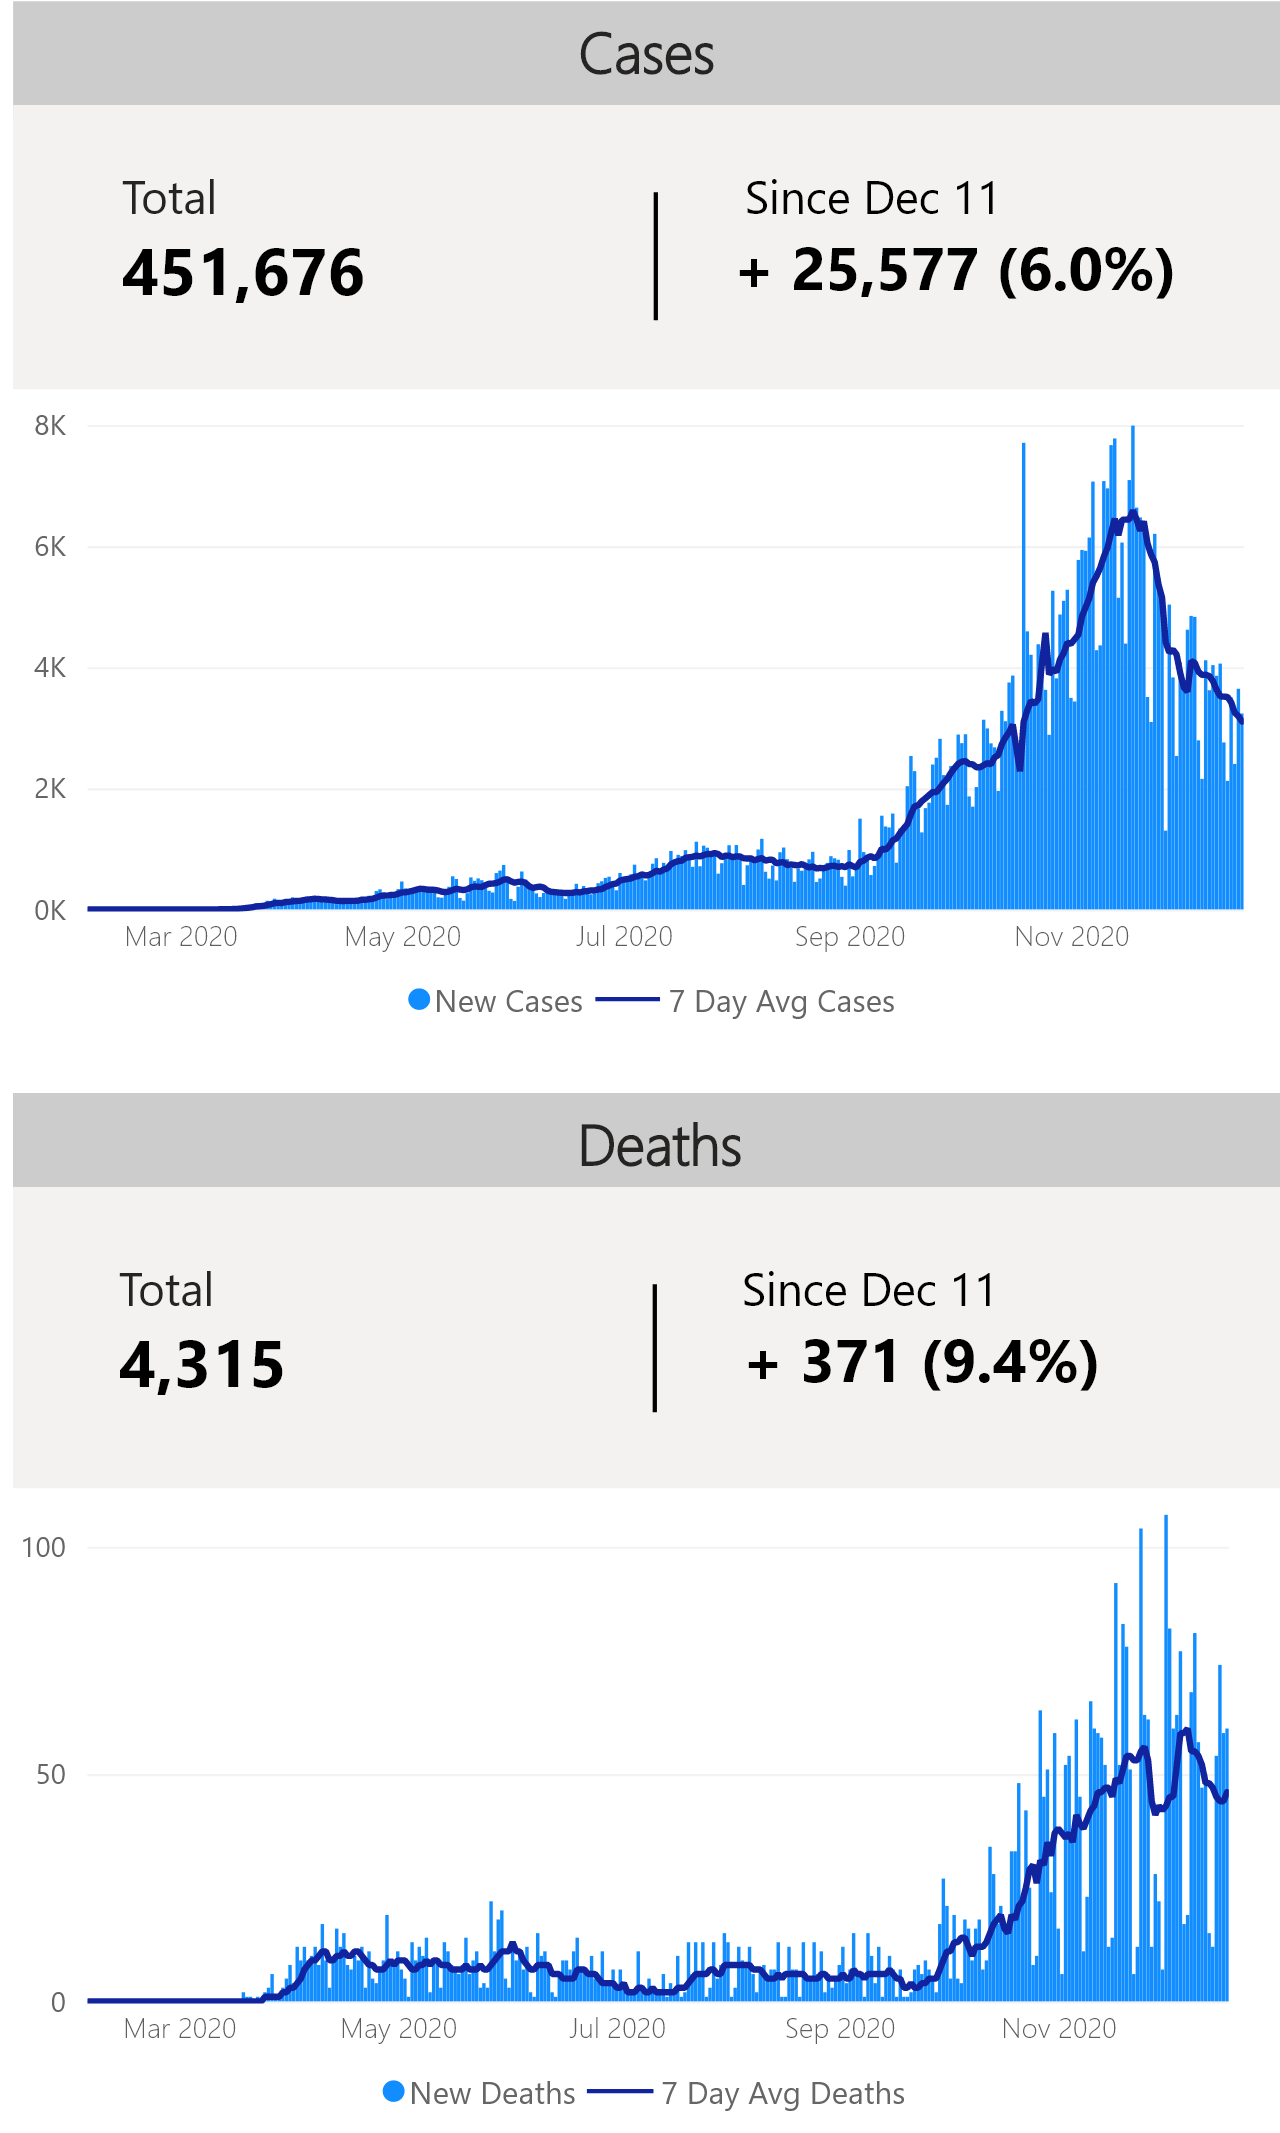 Cases
Total
Since Dec 11
451,676
+ 25,577 (6.0%)
8K
6K
4K
2K
0K
Mar 2020
May 2020
Jul 2020
Sep 2020
Nov 2020
New Cases
7 Day Avg Cases
Deaths
Total
Since Dec 11
4,315
+ 371 (9.4%)
100
50
0
Mar 2020
May 2020
Jul 2020
Sep 2020
Nov 2020
New Deaths
7 Day Avg Deaths